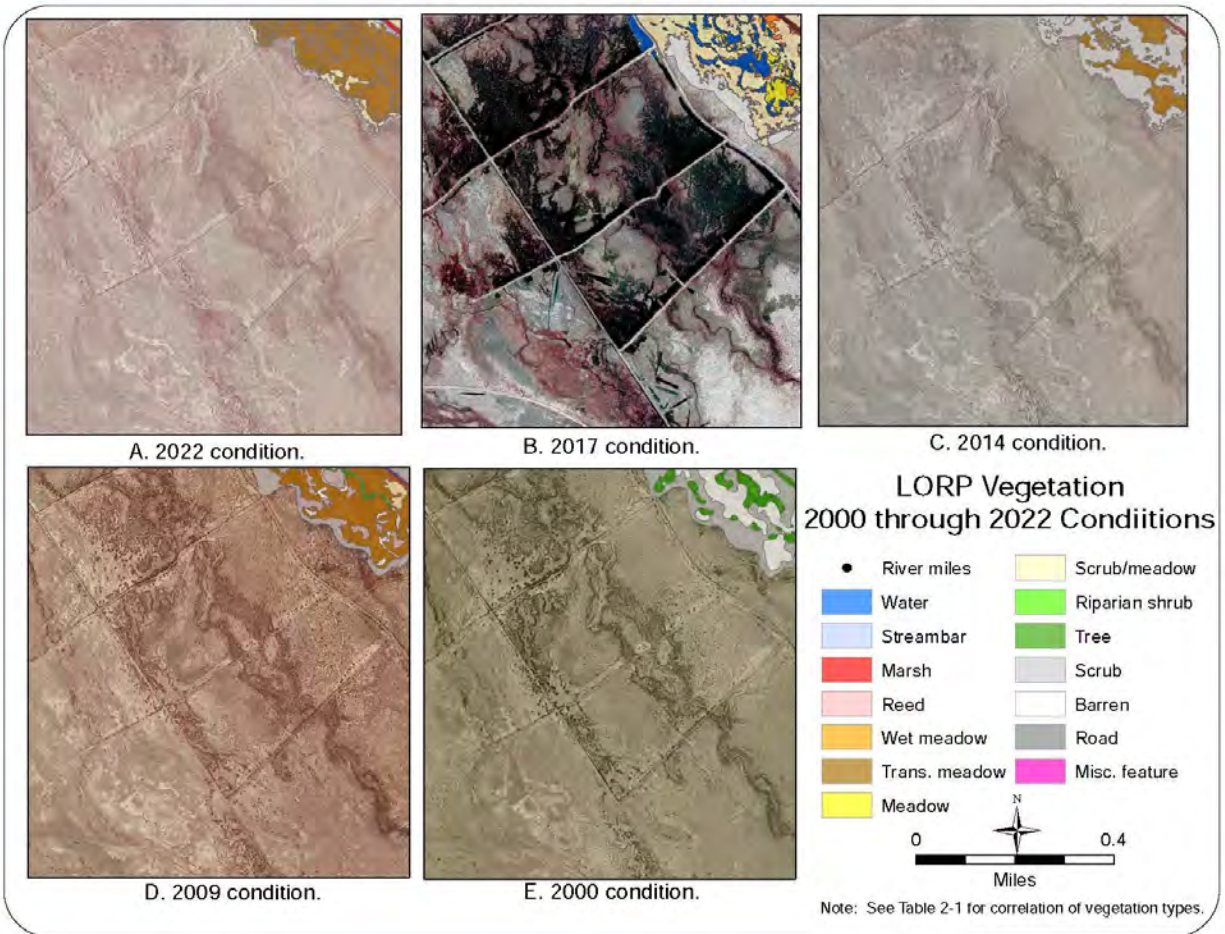 A. 2022 condition.
B. 2017 condition.
C. 2014 condition.
D. 2009 condition.
E. 2000 condition.
LORP Vegetation
2000 through 2022 Condiitions
River miles
Water
Streambar
Marsh
Reed
Wet meadow
Trans. meadow
Meadow
Scrub/meadow
Riparian shrub
Tree
Scrub
Barren
Road
Misc. feature
N
0 0.4
Miles
Note: See Table 2-1 for correlation of vegetation types.